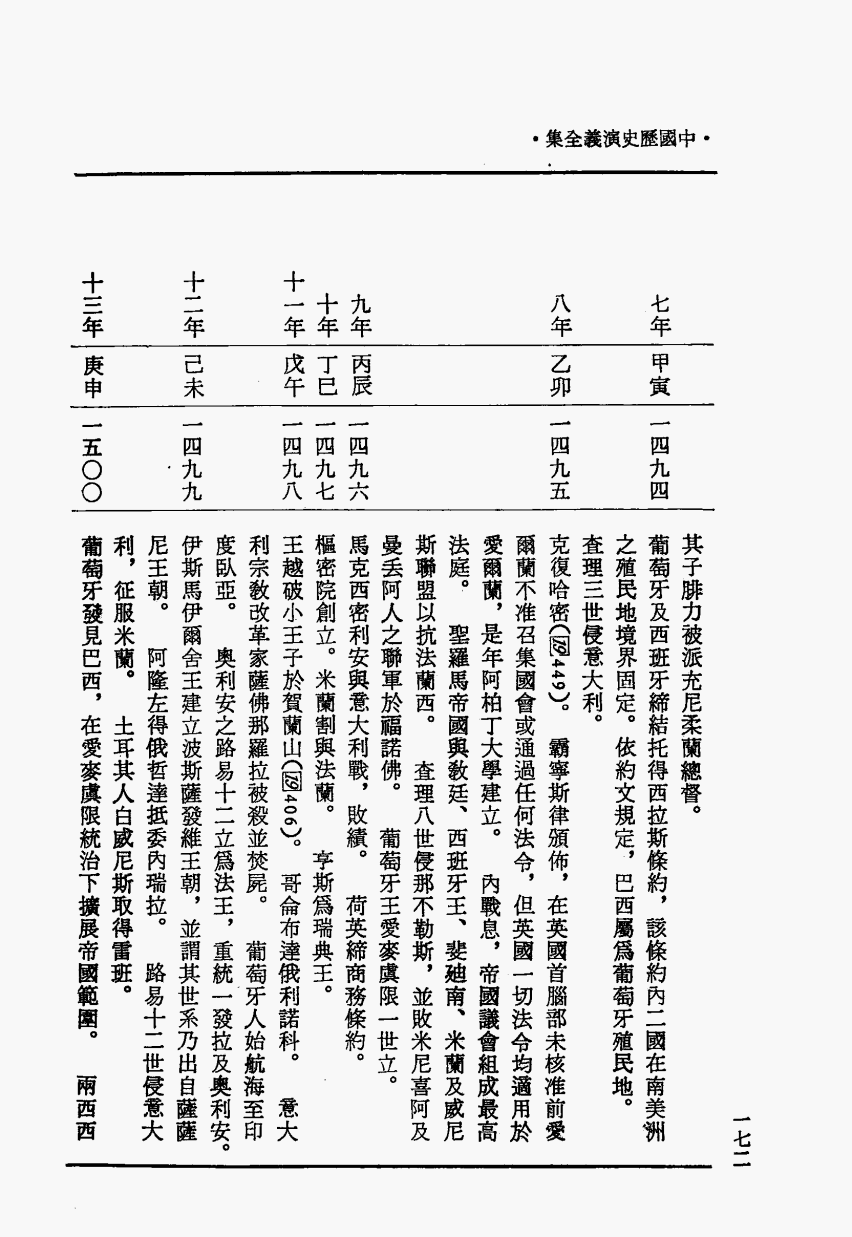 ・中國歷史演義全集・
其子腓力被派充尼柔蘭總督。
七年 甲寅 一四九四 葡萄牙及西班牙締結托得西拉斯條約，該條約內二國在南美洲
之殖民地境界固定。依約文規定，巴西屬爲葡萄牙殖民地。
查理三世侵意大利。
八年 乙卯 一四九五 克復哈密(449)。 霸寧斯律頒佈，在英國首腦部未核准前愛
爾蘭不准召集國會或通過任何法令，但英國一切法令均適用於
愛爾蘭，是年阿柏丁大學建立。 內戰息，帝國議會組成最高
法庭。 聖羅馬帝國與敎廷、西班牙王、斐廸南、米蘭及威尼
斯聯盟以抗法蘭西。 查理八世侵那不勒斯，並敗米尼喜阿及
曼丢阿人之聯軍於福諾佛。 葡萄牙王愛麥虞限一世立。
九年 丙辰 一四九六 馬克西密利安與意大利戰，敗績。 荷英締商務條約。
十年 丁巳 一四九七 樞密院創立。米蘭割與法蘭。 亨斯爲瑞典王。
十一年 戊午 一四九八 王越破小王子於賀蘭山(406)。 哥侖布達俄利諾科。 意大
利宗敎改革家薩佛那羅拉被殺並焚屍。 葡萄牙人始航海至印
度臥亞。 奧利安之路易十二立爲法王，重統一發拉及奧利安。
十二年 己未 一四九九 伊斯馬伊爾舍王建立波斯薩發維王朝，並謂其世系乃出自薩薩
尼王朝。 阿隆左得俄哲達抵委內瑞拉。 路易十二世侵意大
利，征服米蘭。 土耳其人白威尼斯取得雷班。
十三年 庚申 一五〇〇 葡萄牙發見巴西，在愛麥虞限統治下擴展帝國範圍。 兩西西
一七二